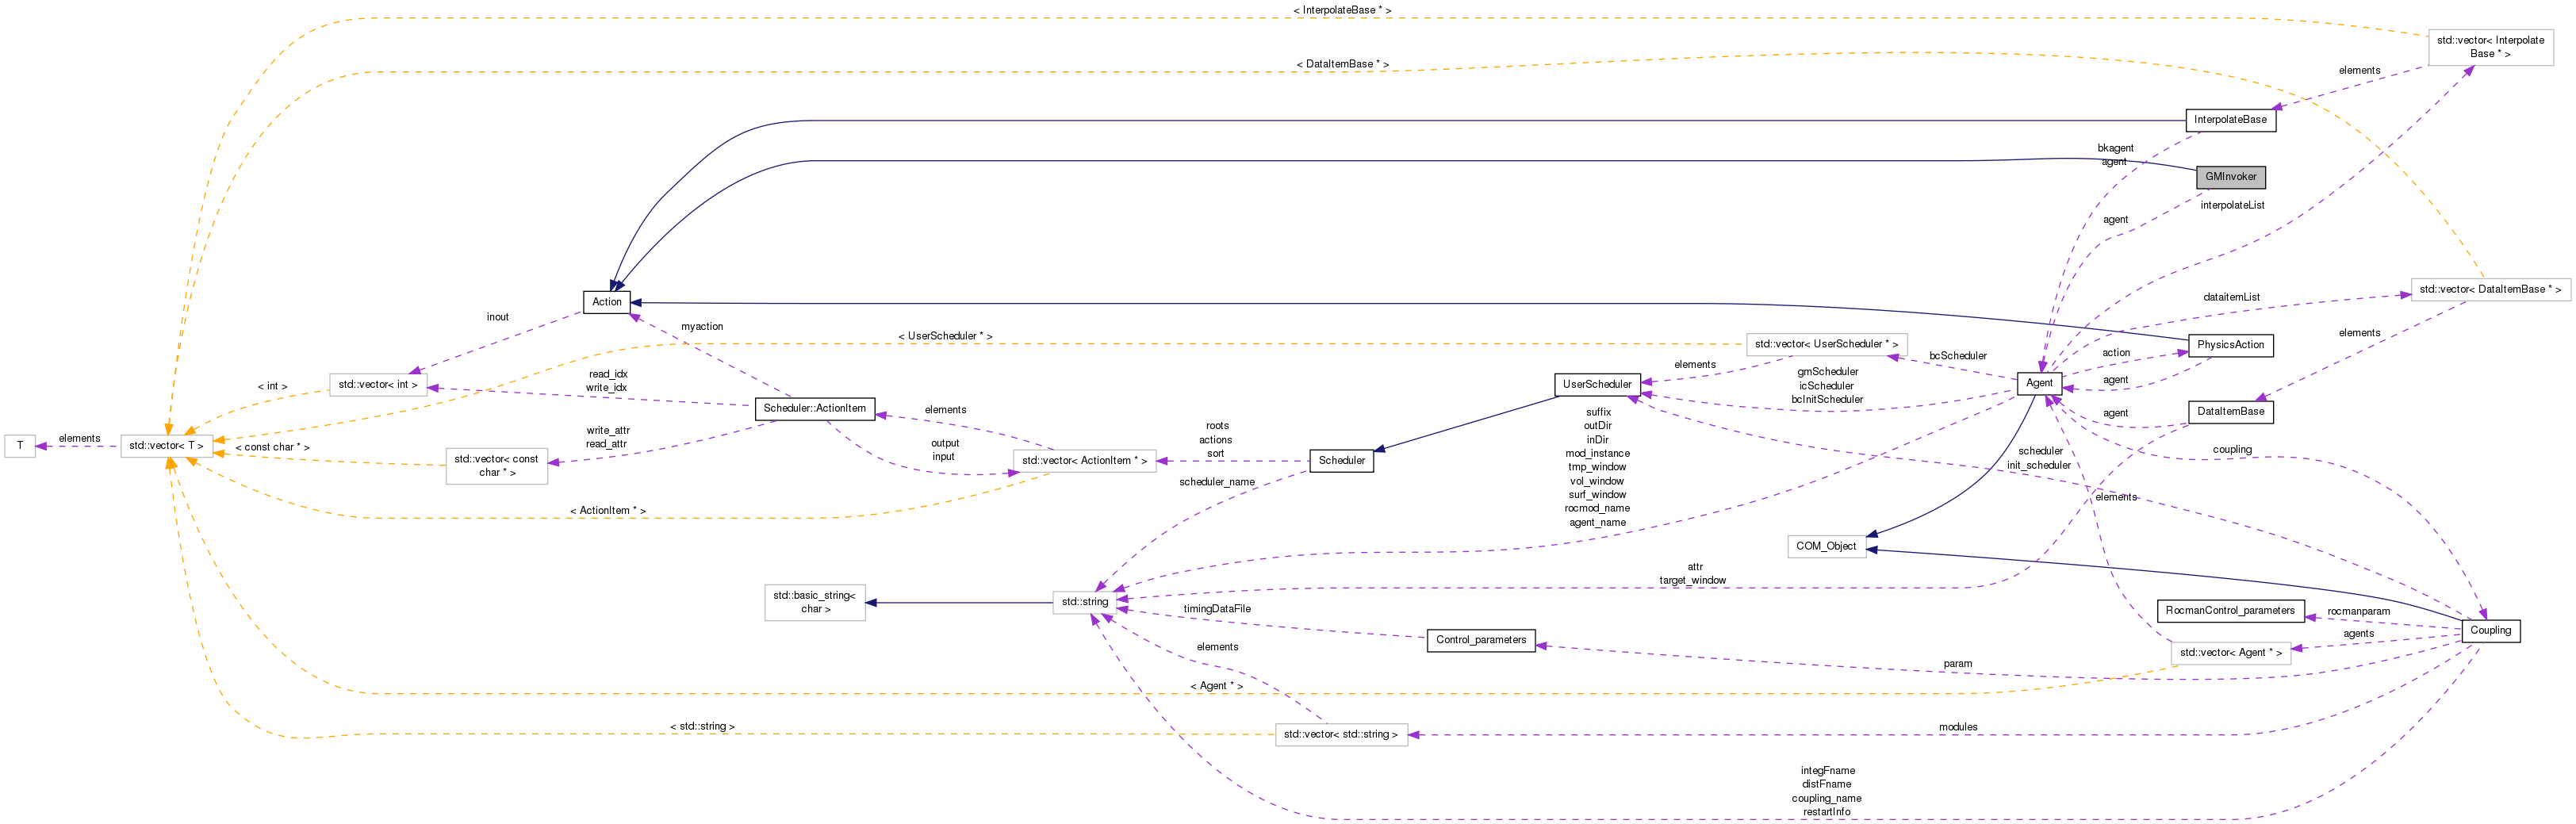 < InterpolateBase * >
std::vector< Interpolate
Base * >
< DataItemBase * >
elements
InterpolateBase
bkagent
agent
GMInvoker
interpolateList
agent
std::vector< DataItemBase * >
dataitemList
Action
inout
myaction
< UserScheduler * >
std::vector< UserScheduler * >
elements
PhysicsAction
action
bcScheduler
elements
gmScheduler
icScheduler
bcInitScheduler
UserScheduler
Agent
agent
< int >
std::vector< int >
read_idx
write_idx
Scheduler::ActionItem
elements
DataItemBase
agent
suffix
outDir
inDir
mod_instance
tmp_window
vol_window
surf_window
rocmod_name
agent_name
T
elements
std::vector< T >
< const char * >
std::vector< const
char * >
write_attr
read_attr
output
input
std::vector< ActionItem * >
roots
actions
sort
Scheduler
scheduler_name
coupling
scheduler
init_scheduler
elements
< ActionItem * >
COM_Object
attr
target_window
std::basic_string<
char >
std::string
timingDataFile
RocmanControl_parameters
rocmanparam
Coupling
Control_parameters
agents
std::vector< Agent * >
elements
param
< Agent * >
< std::string >
std::vector< std::string >
modules
integFname
distFname
coupling_name
restartInfo